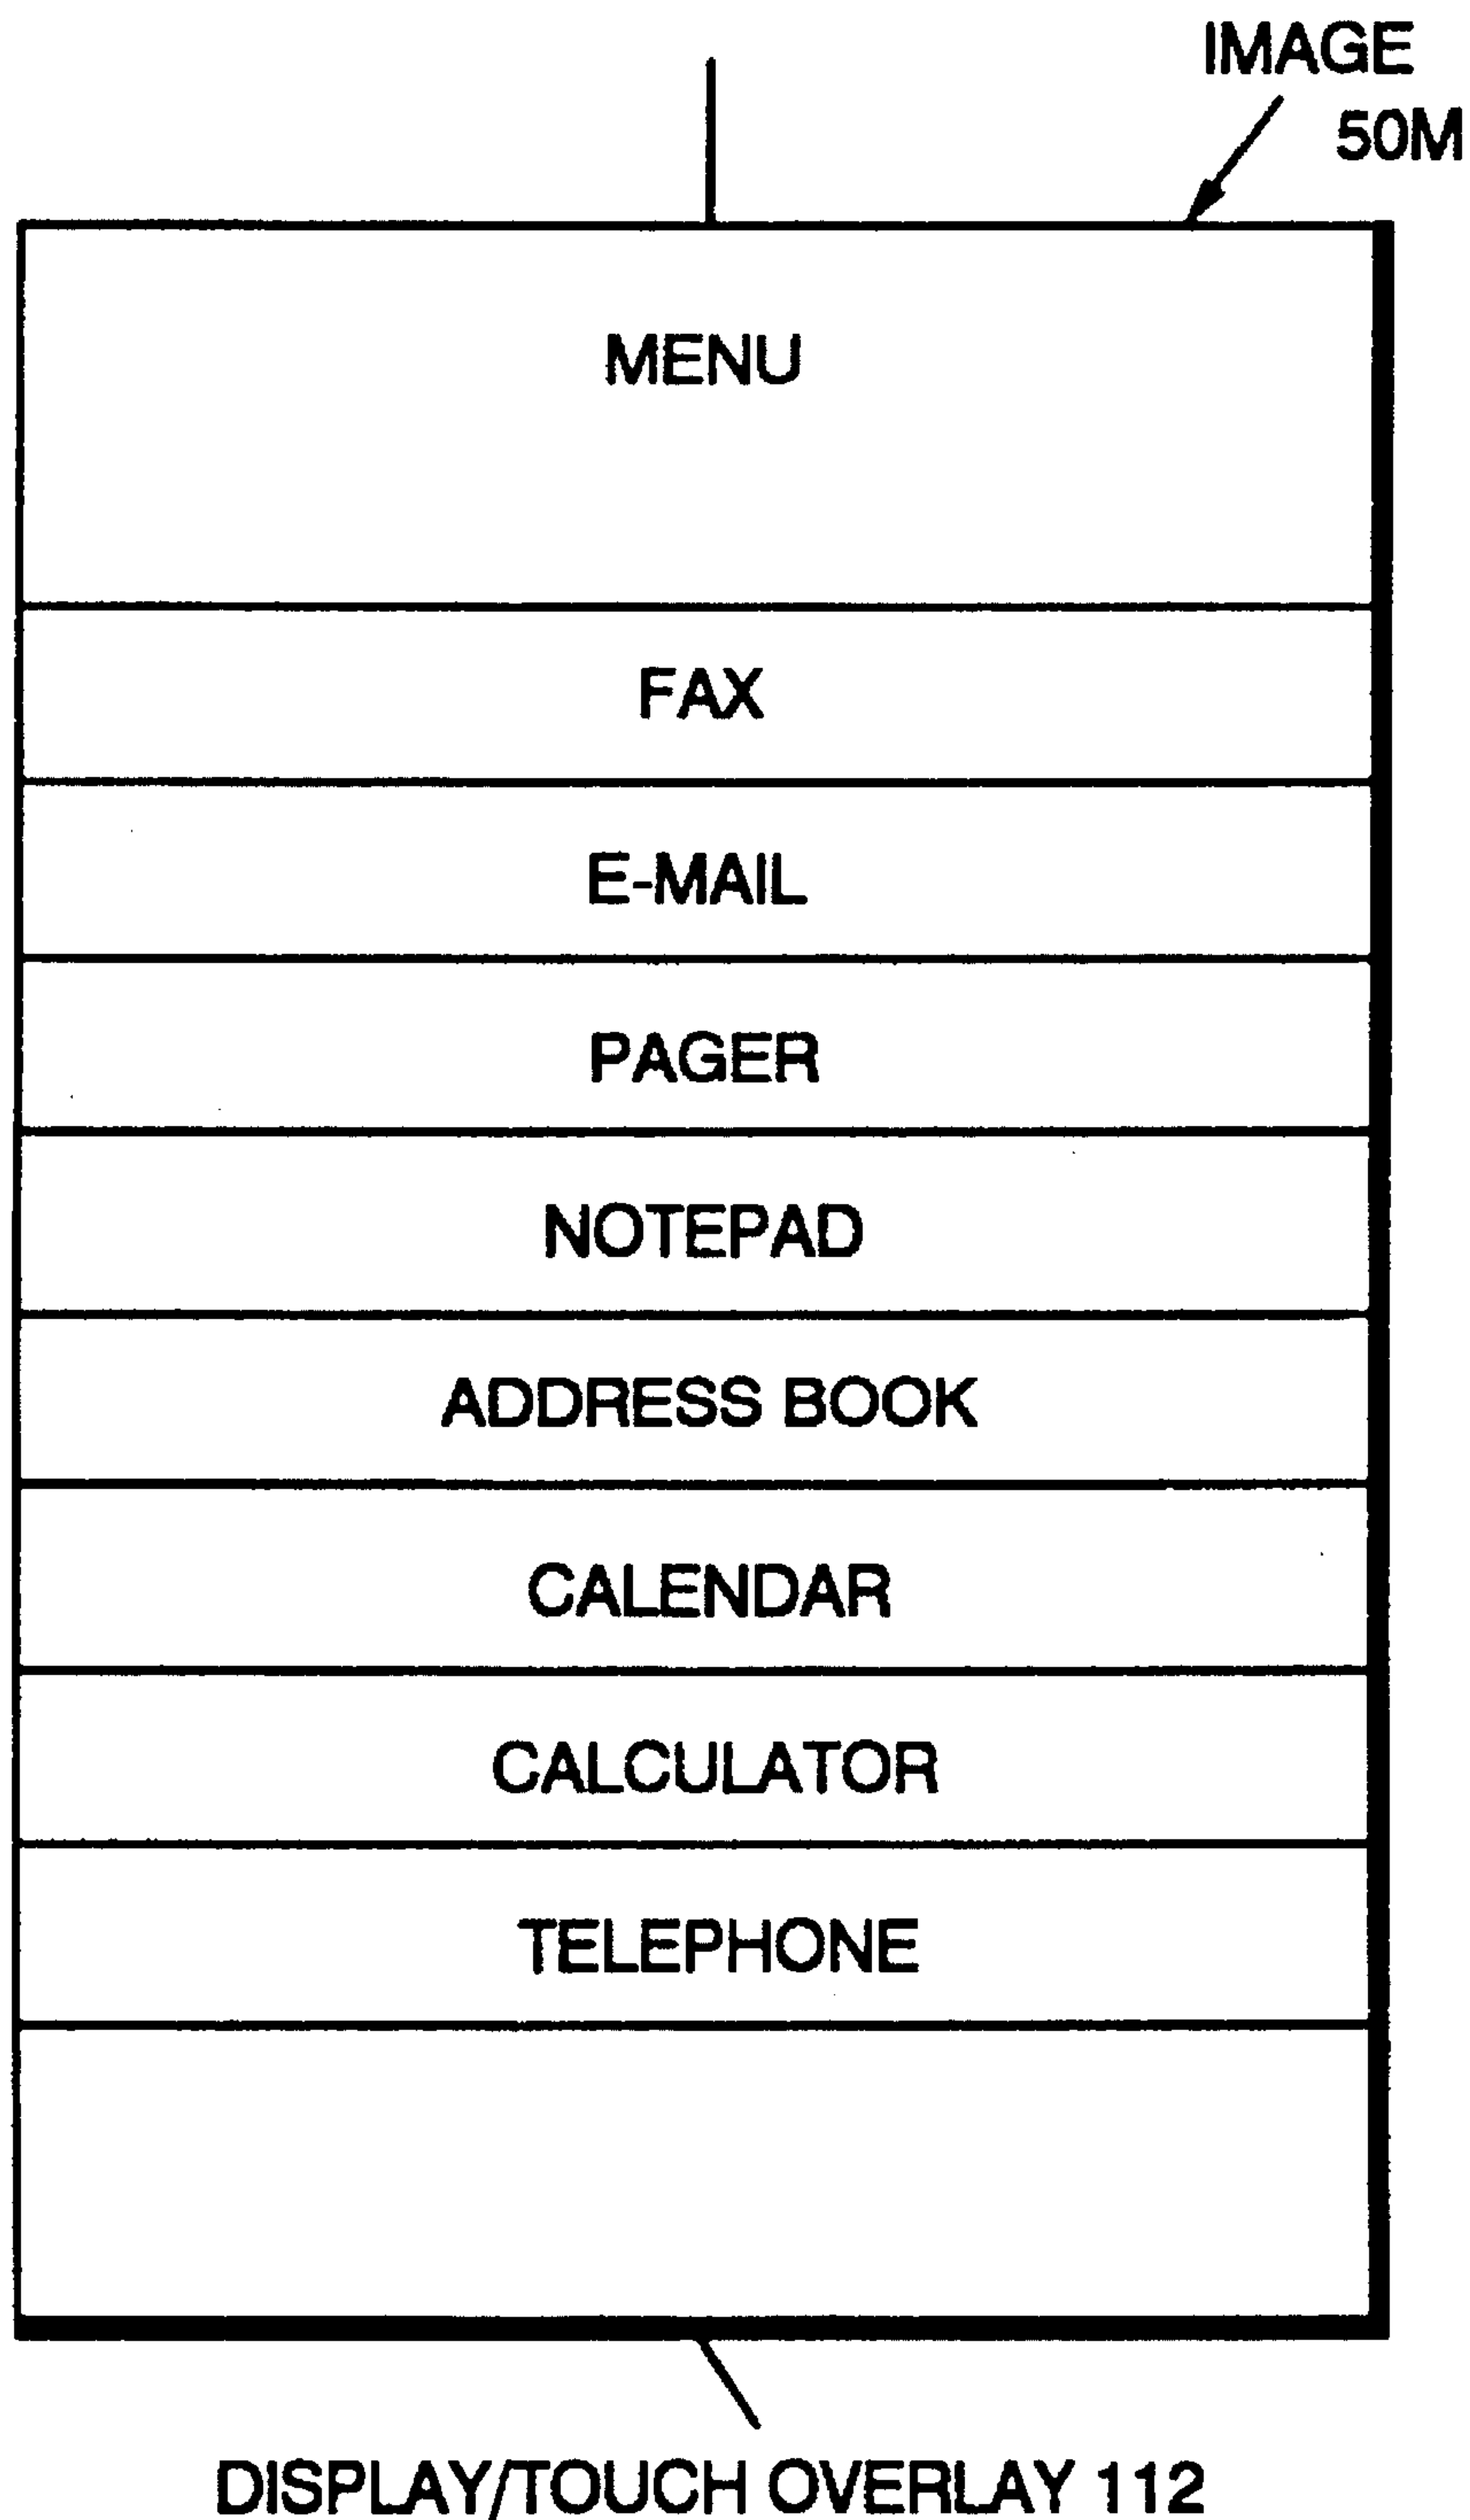 IMAGE
50M
MENU
FAX
E-MAIL
PAGER
NOTEPAD
ADDRESS BOOK
CALENDAR
CALCULATOR
TELEPHONE
DISPLAY/TOUCH OVERLAY 112